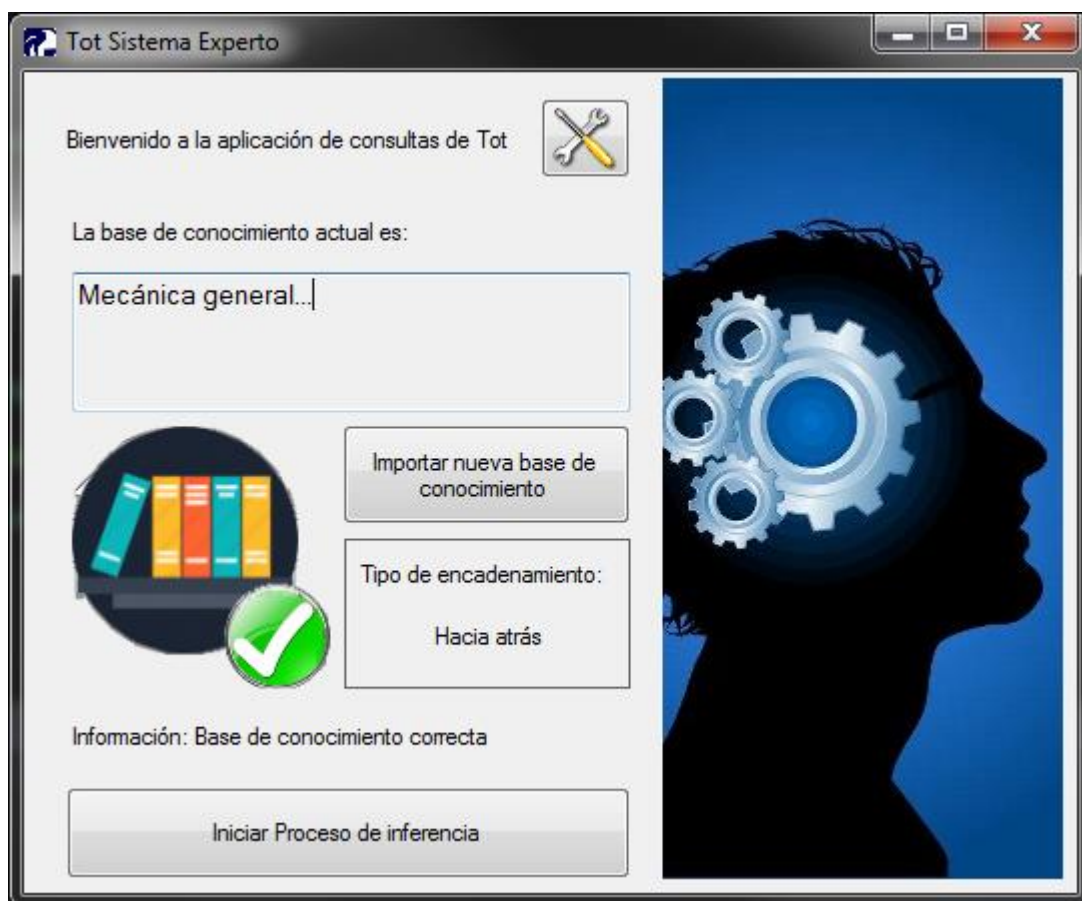 Tot Sistema Experto
Bienvenido a la aplicación de consultas de Tot
La base de conocimiento actual es:
Mecánica general...
Importar nueva base de
conocimiento
Tipo de encadenamiento:
Hacia atrás
Información: Base de conocimiento correcta
Iniciar Proceso de inferencia